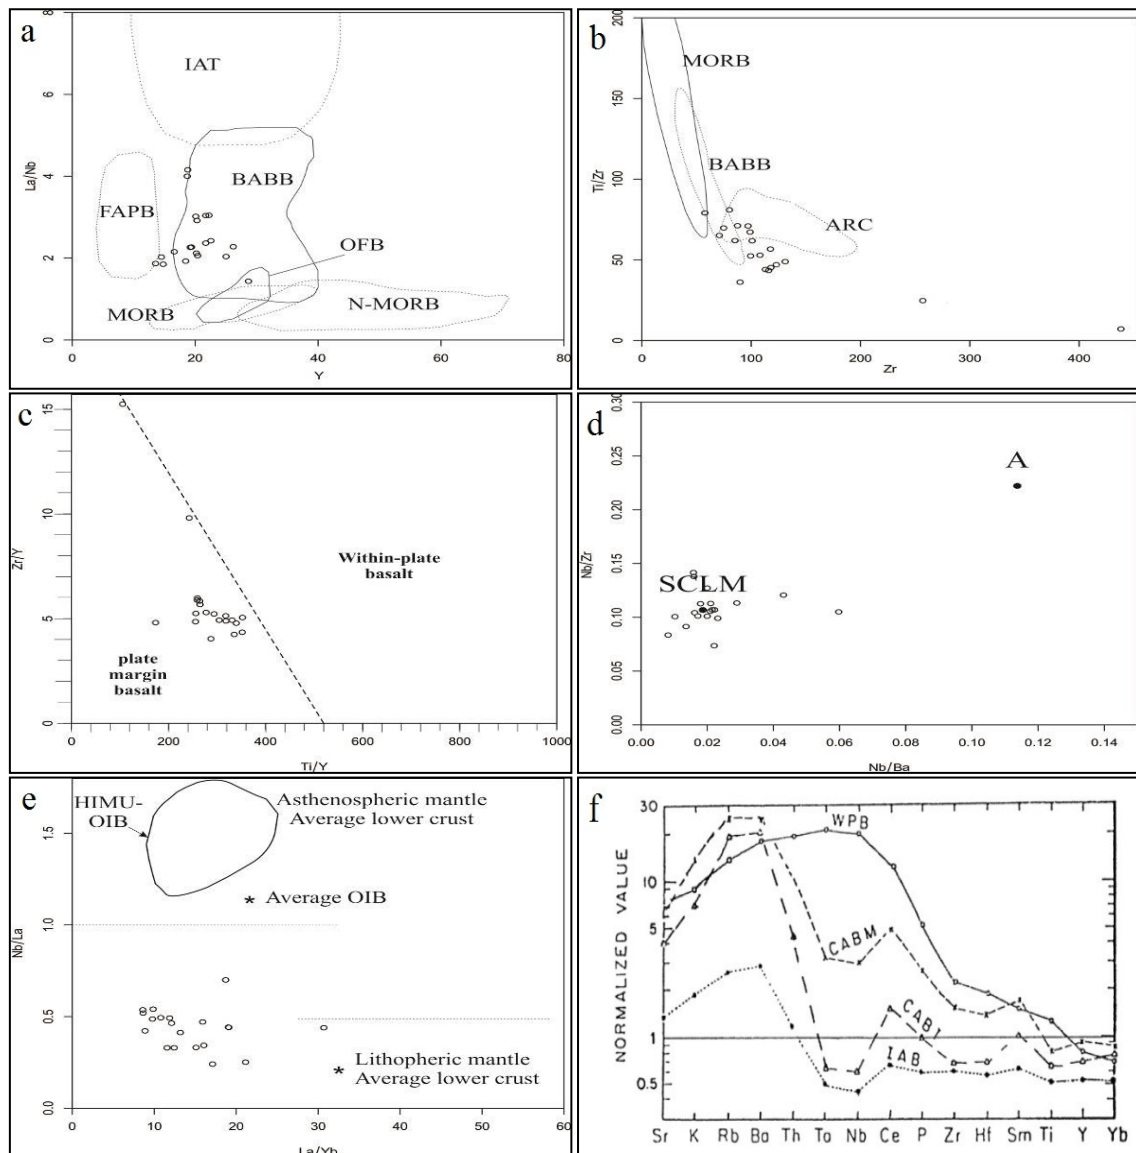 a
8
IAT
6
La/Nb
4
FAPB
BABB
2
OFB
MORB
N-MORB
0
0 20 40 60 80
Y
b
200
MORB
150
Ti/Zr
BABB
100
ARC
50
0
0 100 200 300 400
Zr
c
15
10
Zr/Y
Within-plate
basalt
5
plate
margin
basalt
0
0 200 400 600 800 1000
Ti/Y
d
0.30
A
0.25
0.20
Nb/Zr
0.15
SCLM
0.10
0.05
0.00
0.00 0.02 0.04 0.06 0.08 0.10 0.12 0.14
Nb/Ba
e
HIMU-
OIB
Asthenospheric mantle
Average lower crust
1.5
* Average OIB
1.0
Nb/La
0.5
* Lithopheric mantle
Average lower crust
0.0
0 10 20 30 40 50 60
La/Yb
f
30
WPB
10
5
CABM
NORMALIZED VALUE
CABI
1
IAB
0.5
Sr K Rb Ba Th Ta Nb Ce P Zr Hf Sm Ti Y Yb